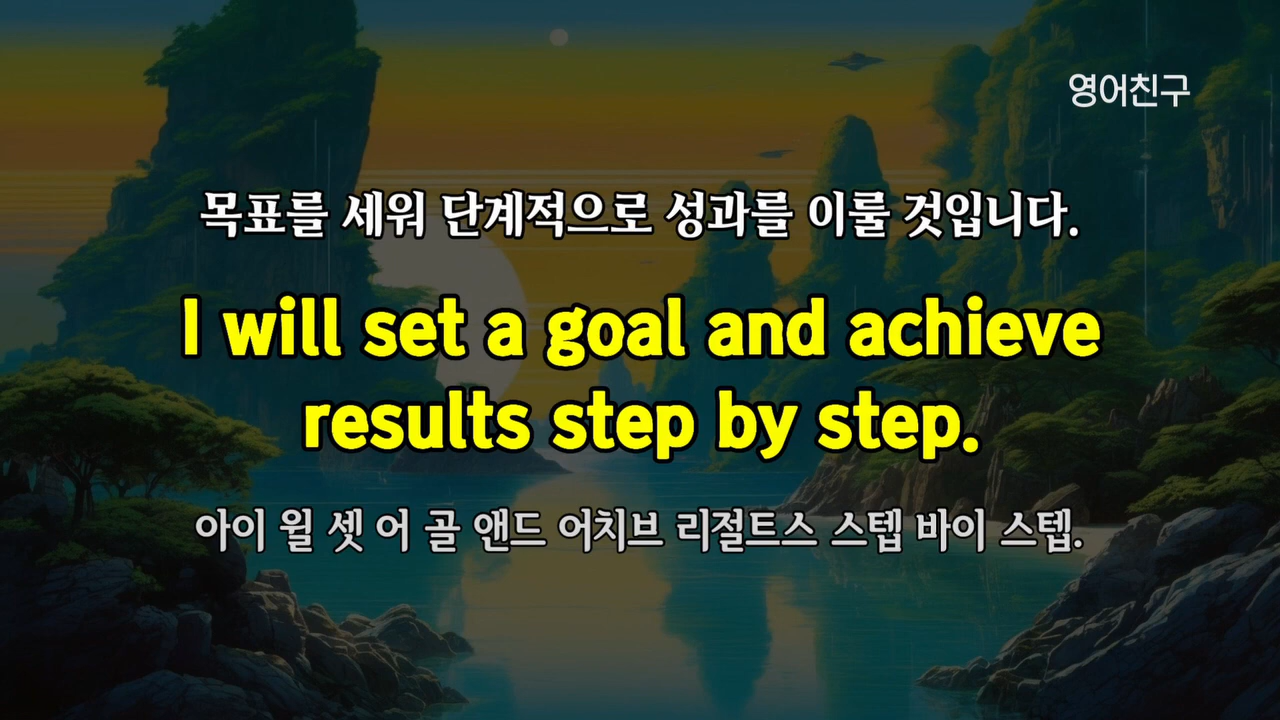 영어친구
목표를 세워 단계적으로 성과를 이룰 것입니다.
I will set a goal and achieve
results step by step.
아이 윌 셋 어 골 앤드 어치브 리절트스 스텝 바이 스텝.